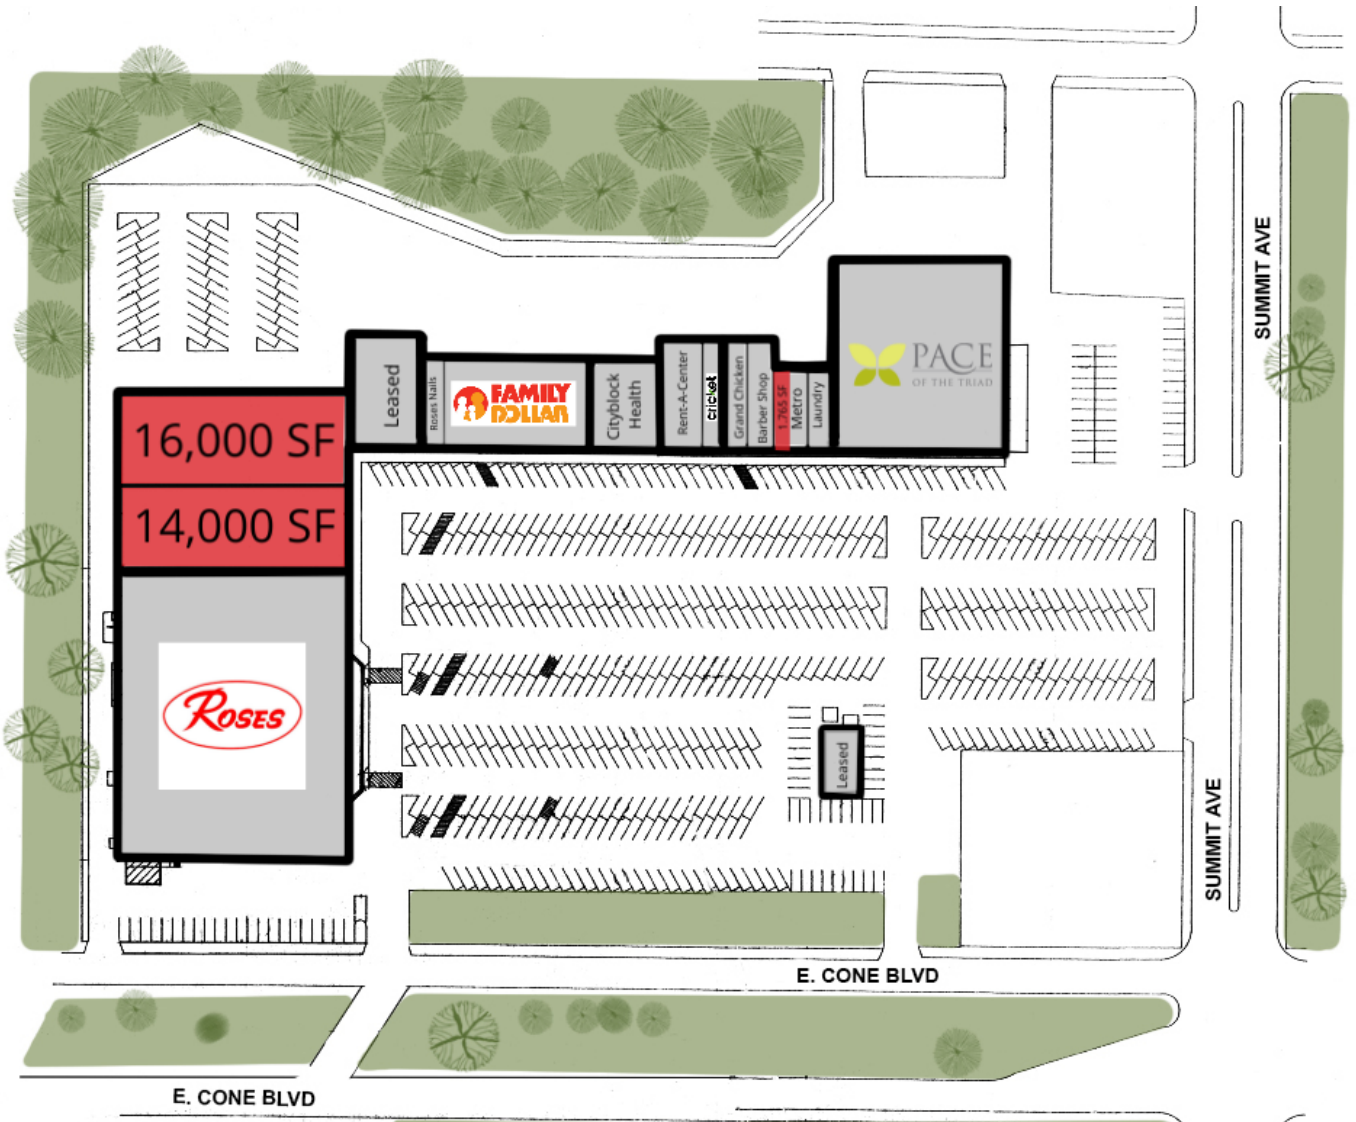 SUMMIT AVE
PACE
OF THE TRIAD
Leased
Roses Nails
FAMILY
DOLLAR
Cityblock
Health
Rent-A-Center
cricket
Grand Chicken
Barber Shop
1,765 SF
Metro
Laundry
16,000 SF
14,000 SF
ROSES
Leased
SUMMIT AVE
E. CONE BLVD
E. CONE BLVD